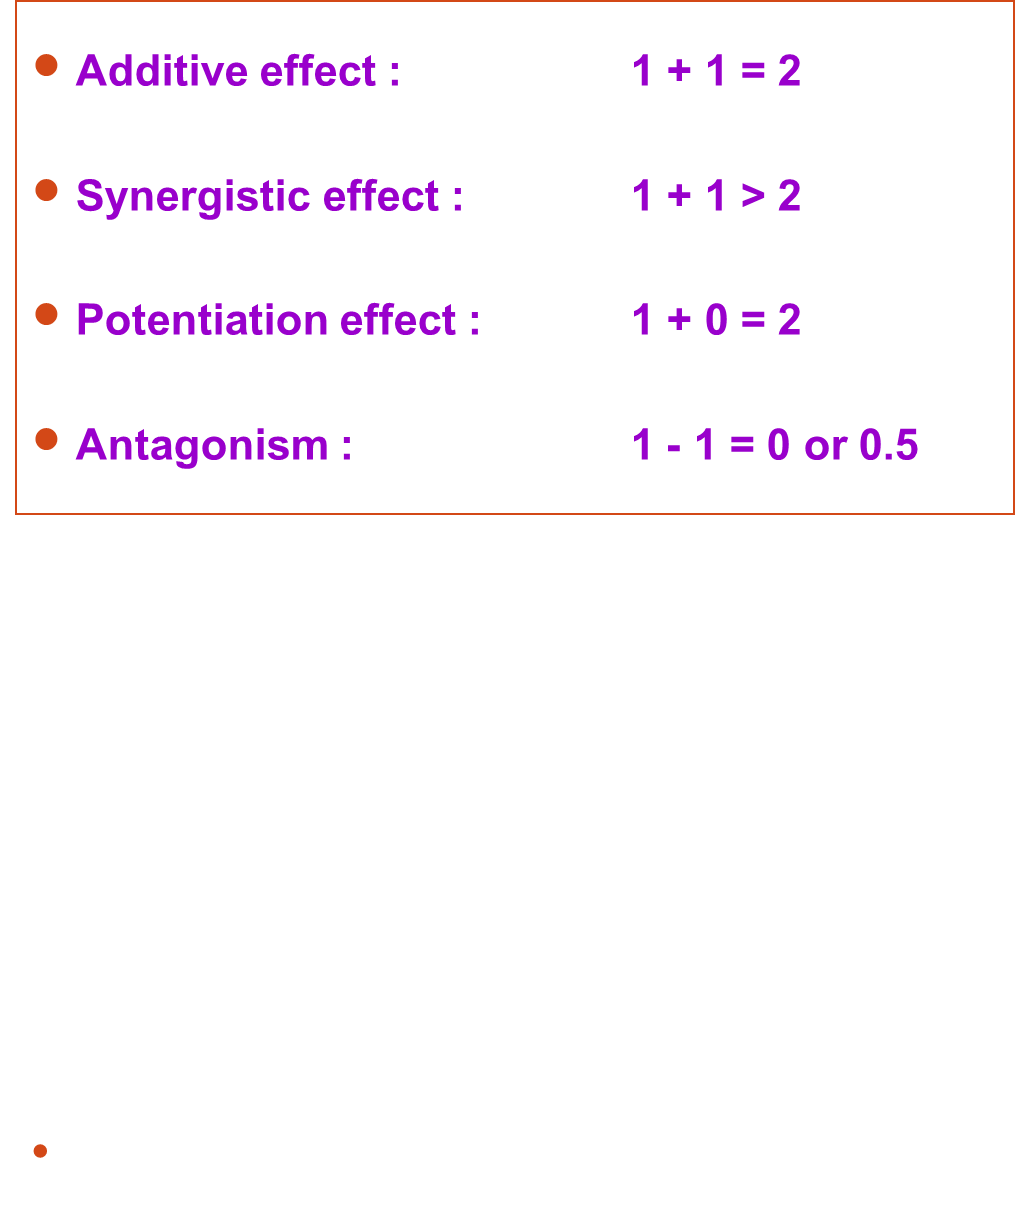 • Additive effect : 1 + 1 = 2
• Synergistic effect : 1 + 1 > 2
• Potentiation effect : 1 + 0 = 2
• Antagonism : 1 - 1 = 0 or 0.5
•